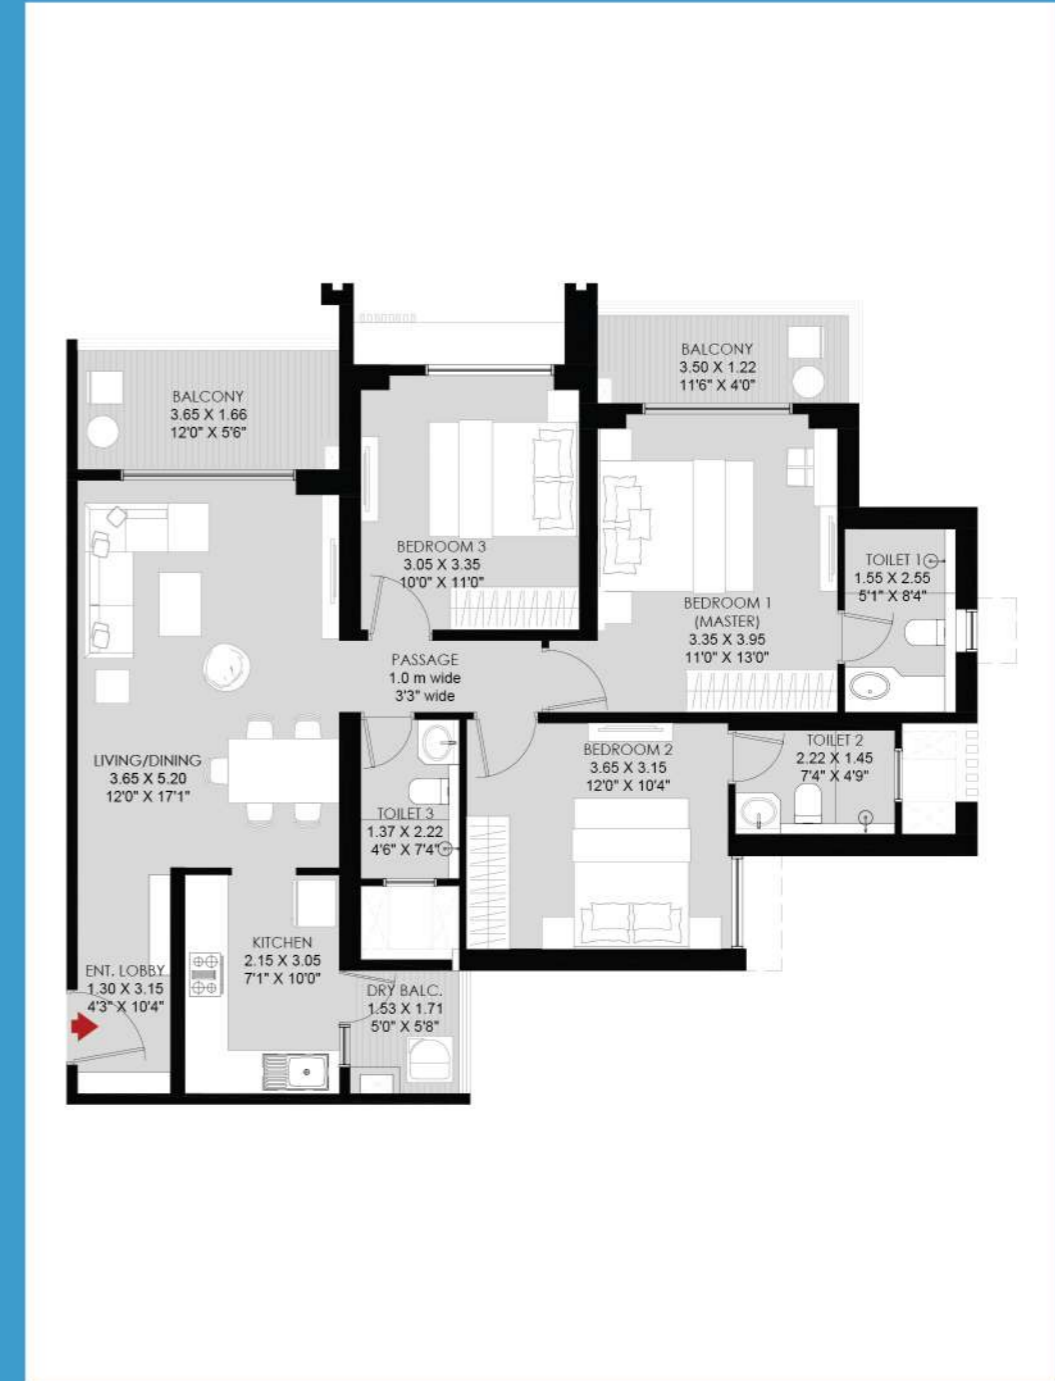 BALCONY
3.65 X 1.66
12'0" X 5'6"
BALCONY
3.50 X 1.22
11'6" X 4'0"
BEDROOM 3
3.05 X 3.35
10'0" X 11'0"
BEDROOM 1
(MASTER)
3.35 X 3.95
11'0" X 13'0"
TOILET 1
1.55 X 2.55
5'1" X 8'4"
PASSAGE
1.0 m wide
3'3" wide
LIVING/DINING
3.65 X 5.20
12'0" X 17'1"
BEDROOM 2
3.65 X 3.15
12'0" X 10'4"
TOILET 2
2.22 X 1.45
7'4" X 4'9"
TOILET 3
1.37 X 2.22
4'6" X 7'4"
KITCHEN
2.15 X 3.05
7'1" X 10'0"
ENT. LOBBY
1.30 X 3.15
4'3" X 10'4"
DRY BALC.
1.53 X 1.71
5'0" X 5'8"